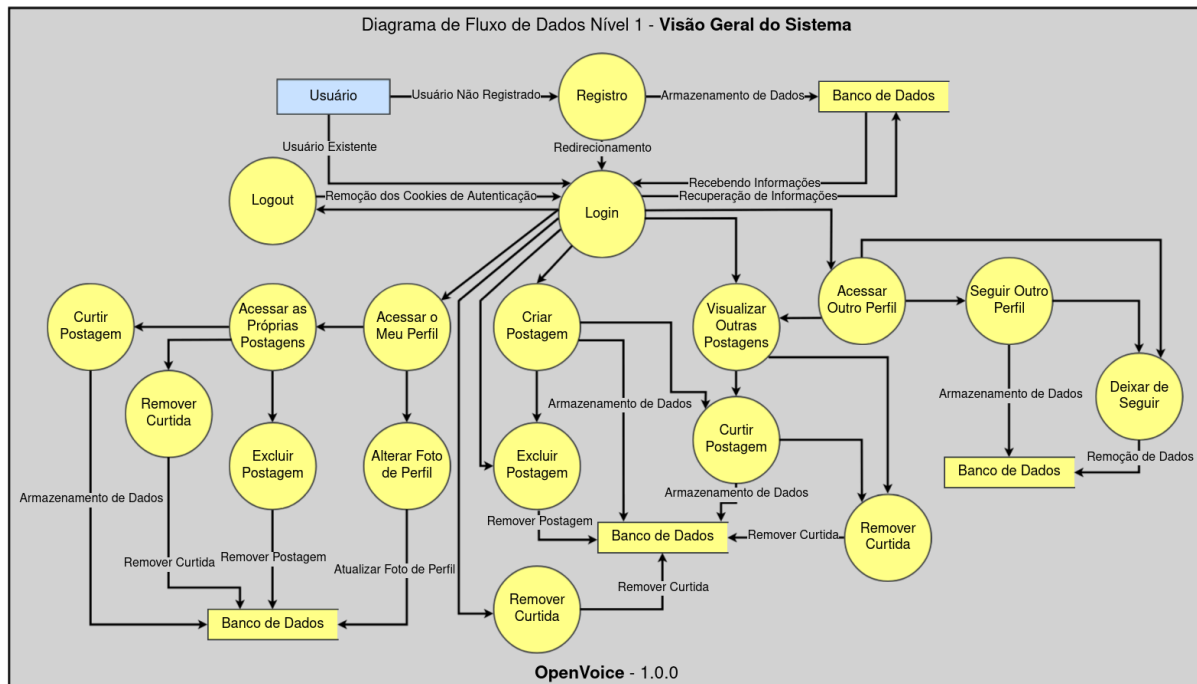 Diagrama de Fluxo de Dados Nível 1 - Visão Geral do Sistema
Usuário
Usuário Não Registrado
Registro
Armazenamento de Dados
Banco de Dados
Usuário Existente
Redirecionamento
Logout
Remoção dos Cookies de Autenticação
Login
Recebendo Informações
Recuperação de Informações
Curtir
Postagem
Acessar as
Próprias
Postagens
Acessar o
Meu Perfil
Criar
Postagem
Visualizar
Outras
Postagens
Acessar
Outro Perfil
Seguir Outro
Perfil
Remover
Curtida
Armazenamento de Dados
Armazenamento de Dados
Deixar de
Seguir
Excluir
Postagem
Alterar Foto
de Perfil
Excluir
Postagem
Curtir
Postagem
Remoção de Dados
Banco de Dados
Armazenamento de Dados
Armazenamento de Dados
Remover Postagem
Banco de Dados
Remover Curtida
Remover
Curtida
Remover Curtida
Remover Postagem
Atualizar Foto de Perfil
Remover Curtida
Remover
Curtida
Banco de Dados
OpenVoice - 1.0.0